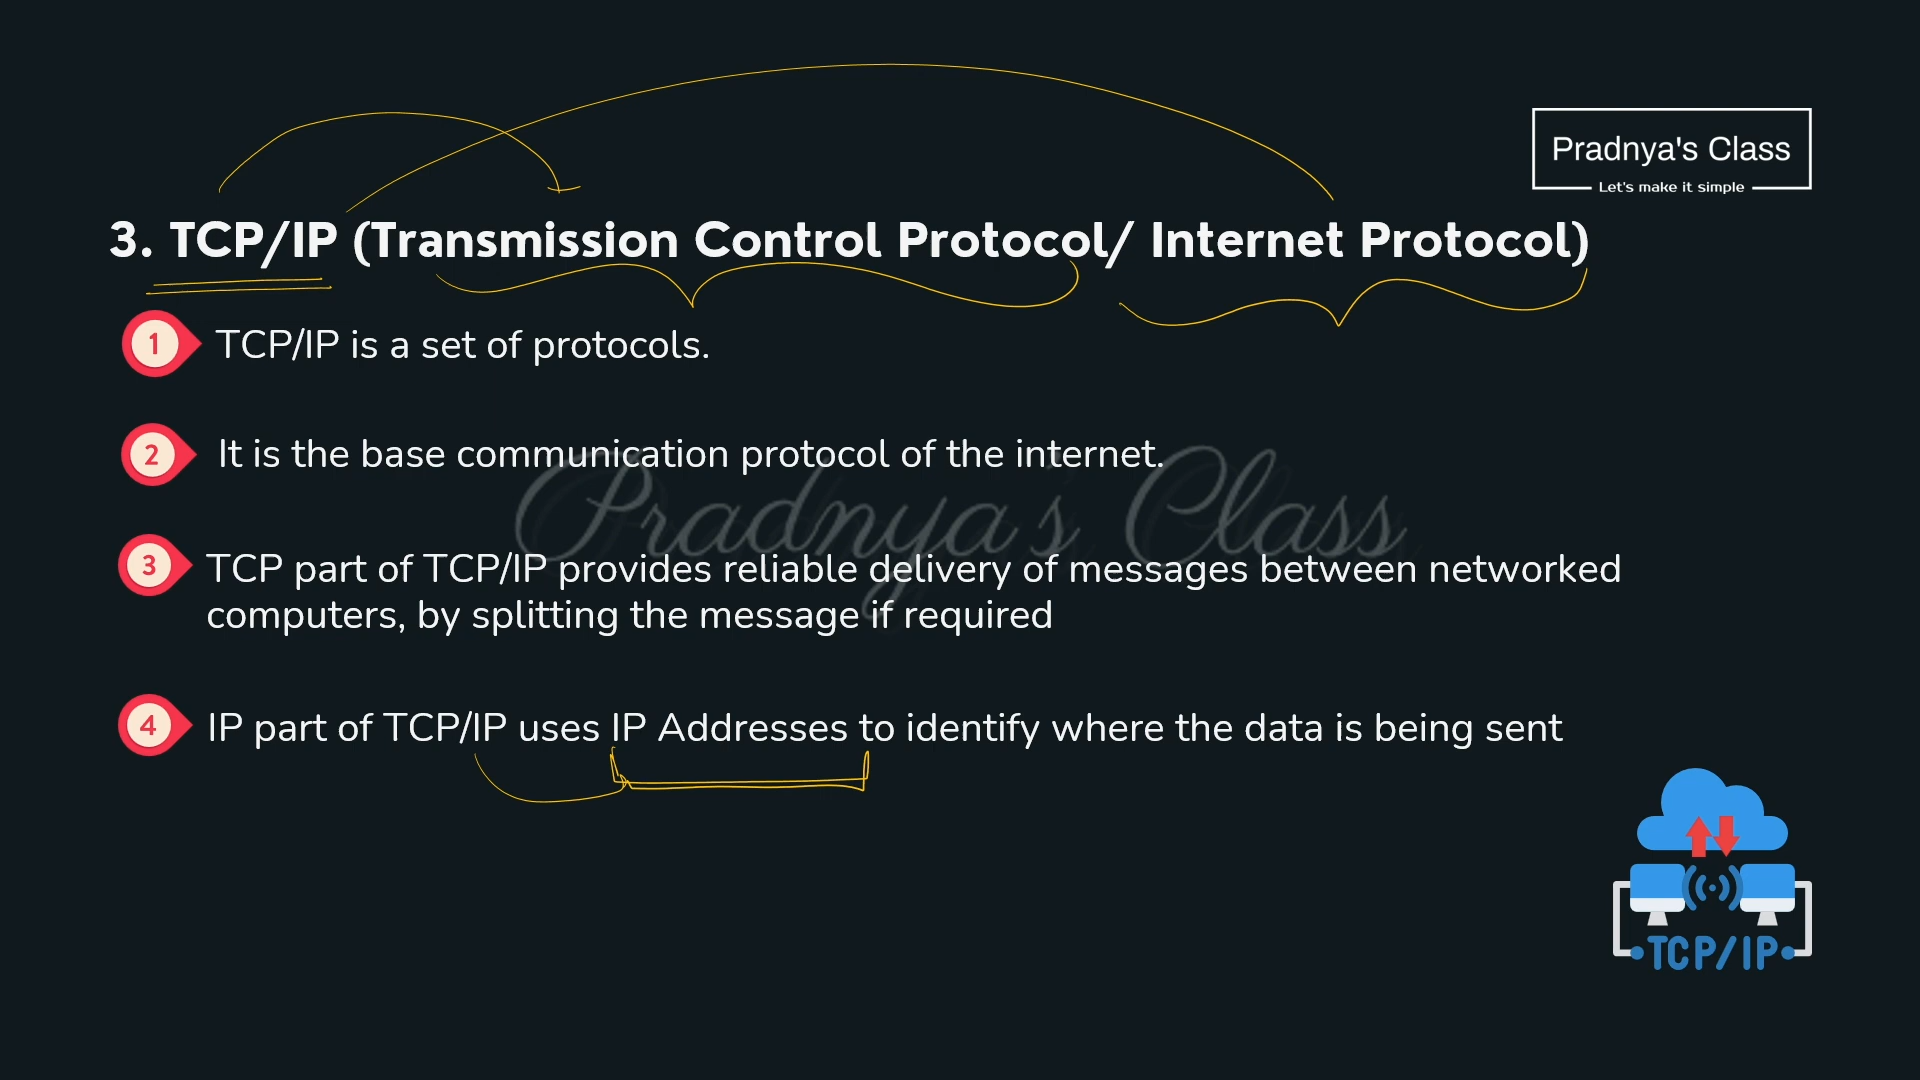 Pradnya's Class
Let's make it simple
3. TCP/IP (Transmission Control Protocol/ Internet Protocol)
1 TCP/IP is a set of protocols.
2 It is the base communication protocol of the internet.
Pradnya's Class
3 TCP part of TCP/IP provides reliable delivery of messages between networked
computers, by splitting the message if required
4 IP part of TCP/IP uses IP Addresses to identify where the data is being sent
TCP/IP